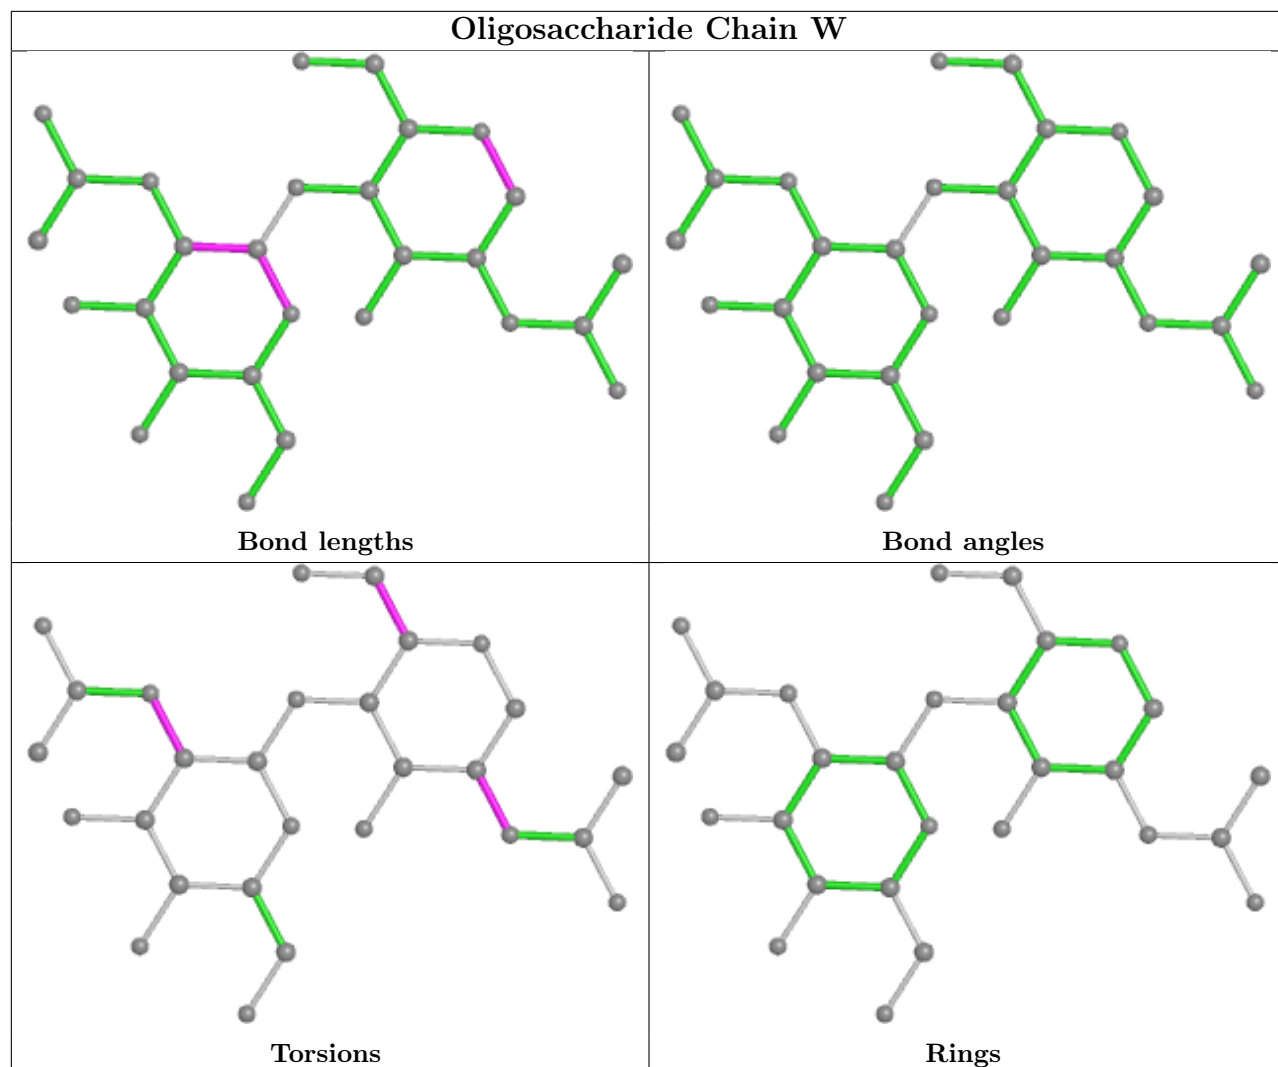 Oligosaccharide Chain W
Bond lengths
Bond angles
Torsions
Rings